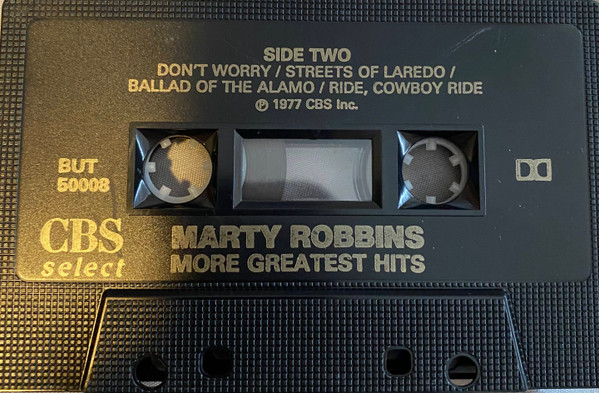 SIDE TWO
DON'T WORRY / STREETS OF LAREDO /
BALLAD OF THE ALAMO / RIDE, COWBOY RIDE
℗ 1977 CBS Inc.
BUT
50008
CBS
select
MARTY ROBBINS
MORE GREATEST HITS